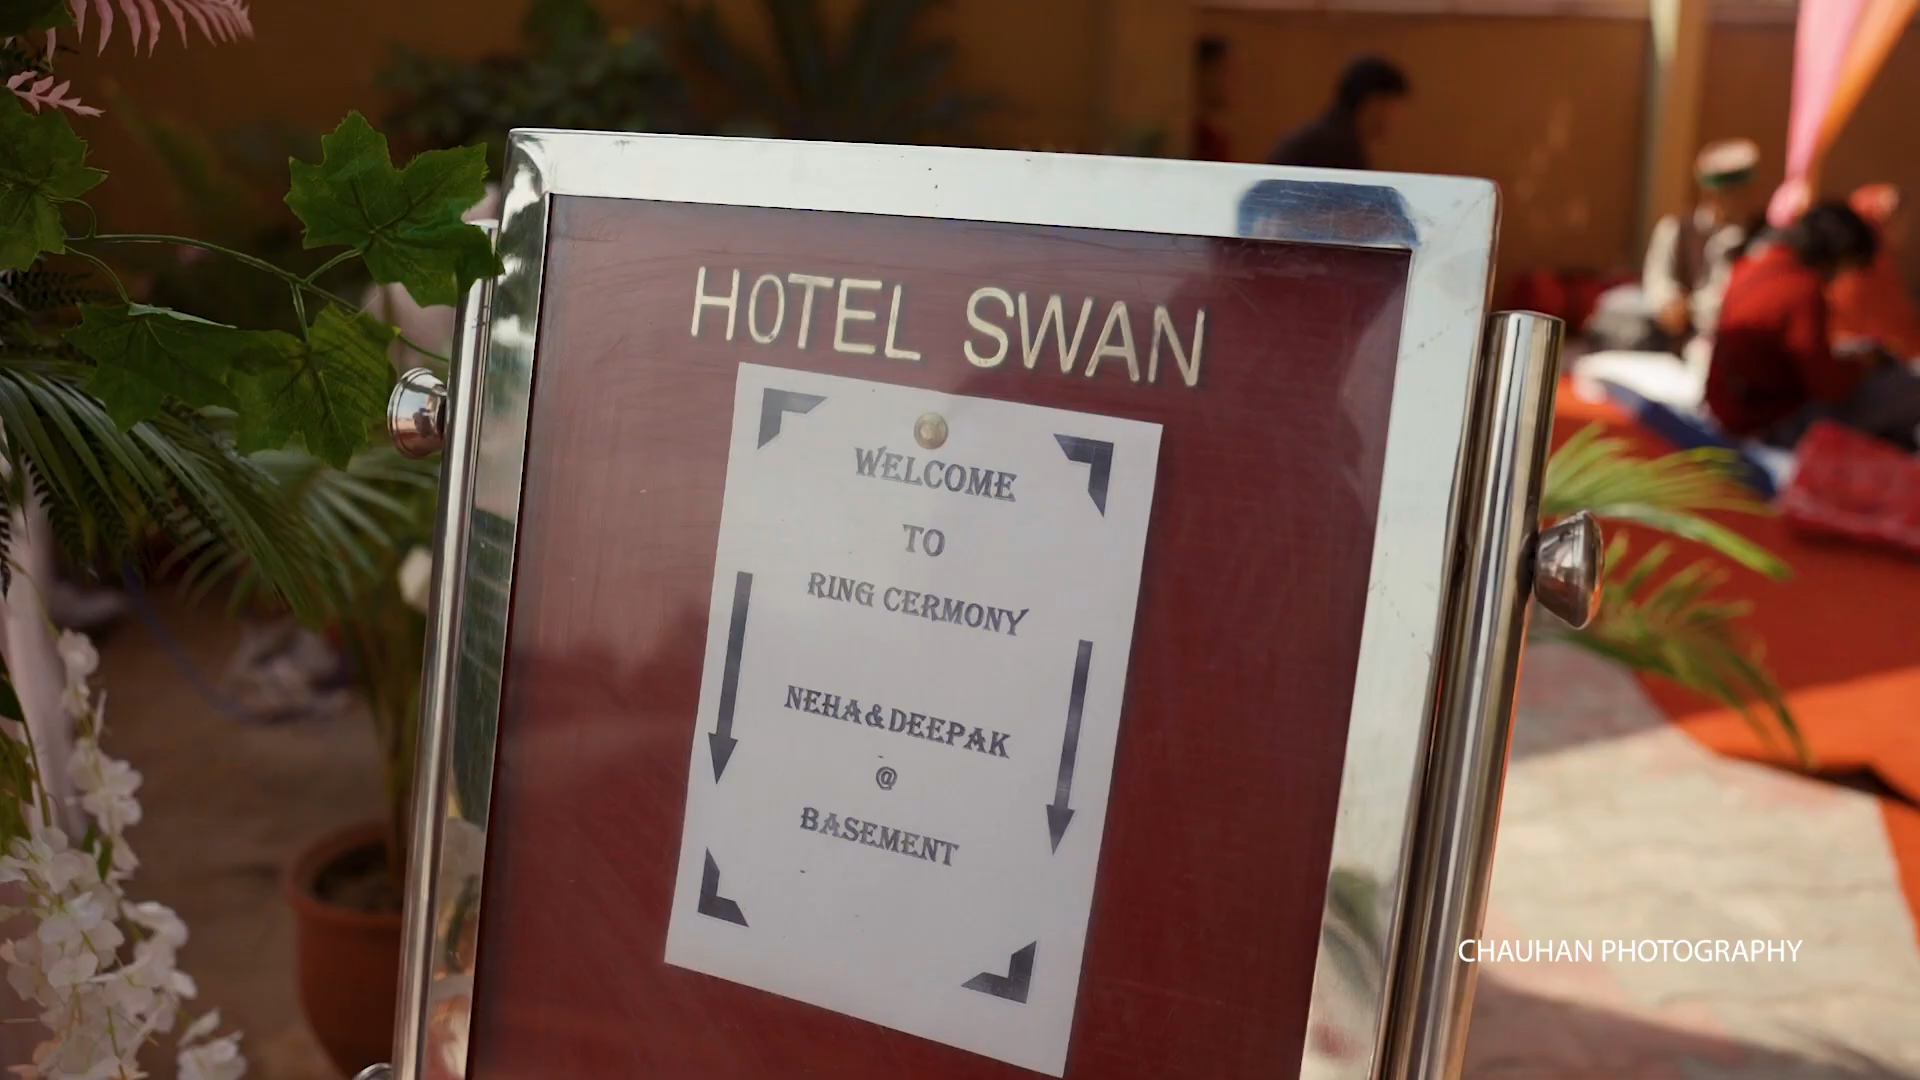 HOTEL SWAN
WELCOME
TO
RING CERMONY
NEHA&DEEPAK
@
BASEMENT
CHAUHAN PHOTOGRAPHY